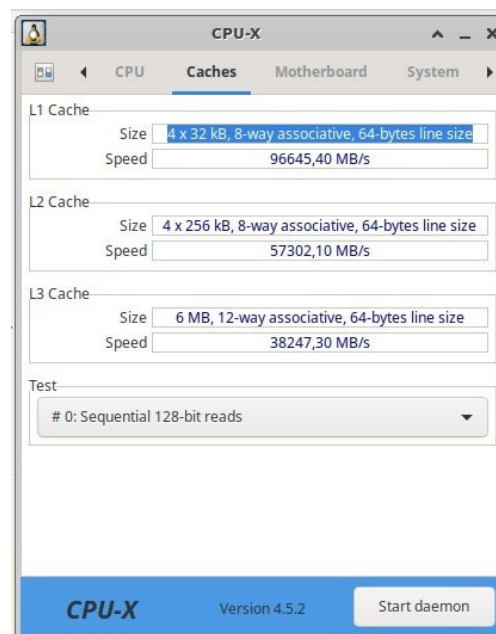 CPU-X
CPU Caches Motherboard System
L1 Cache
Size 4 x 32 kB, 8-way associative, 64-bytes line size
Speed 96645,40 MB/s
L2 Cache
Size 4 x 256 kB, 8-way associative, 64-bytes line size
Speed 57302,10 MB/s
L3 Cache
Size 6 MB, 12-way associative, 64-bytes line size
Speed 38247,30 MB/s
Test
# 0: Sequential 128-bit reads
CPU-X Version 4.5.2 Start daemon